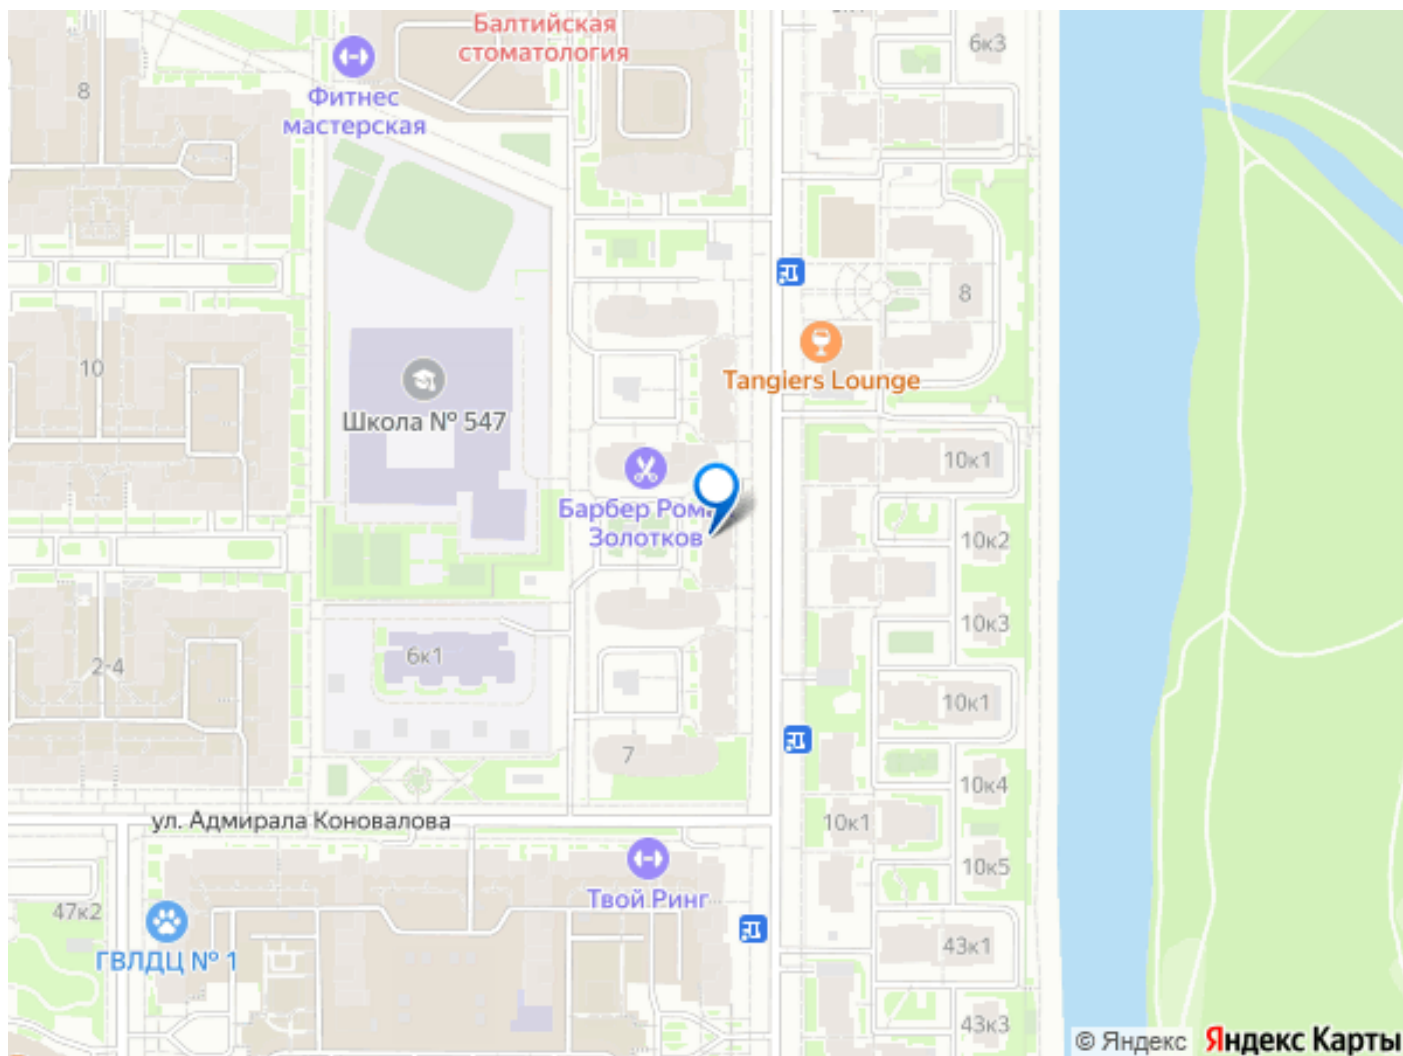 Балтийская
стоматология
6к3
8
Фитнес
мастерская
8
10
Tangiers Lounge
Школа № 547
10к1
Барбер Ром
Золотков
10к2
10к3
6к1
2-4
10к1
7
10к4
ул. Адмирала Коновалова
10к1
10к5
Твой Ринг
47к2
ГВЛДЦ № 1
43к1
43к3
© Яндекс Яндекс Карты